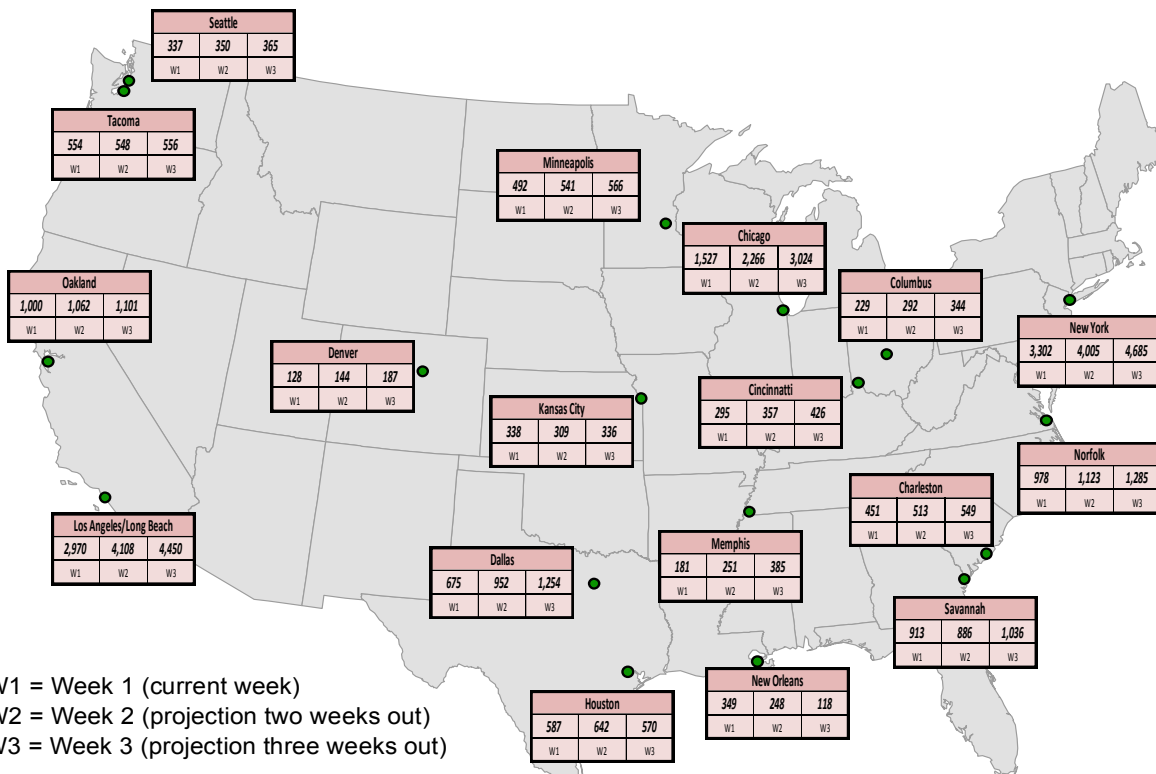 Seattle
337 350 365
W1 W2 W3
Tacoma
554 548 556
W1 W2 W3
Minneapolis
492 541 566
W1 W2 W3
Chicago
1,527 2,266 3,024
W1 W2 W3
Oakland
1,000 1,062 1,101
W1 W2 W3
Columbus
229 292 344
W1 W2 W3
New York
3,302 4,005 4,685
W1 W2 W3
Denver
128 144 187
W1 W2 W3
Cincinnatti
295 357 426
W1 W2 W3
Kansas City
338 309 336
W1 W2 W3
Norfolk
978 1,123 1,285
W1 W2 W3
Charleston
451 513 549
W1 W2 W3
Los Angeles/Long Beach
2,970 4,108 4,450
W1 W2 W3
Memphis
181 251 385
W1 W2 W3
Dallas
675 952 1,254
W1 W2 W3
Savannah
913 886 1,036
W1 W2 W3
New Orleans
349 248 118
W1 W2 W3
Houston
587 642 570
W1 W2 W3
W1 = Week 1 (current week)
W2 = Week 2 (projection two weeks out)
W3 = Week 3 (projection three weeks out)